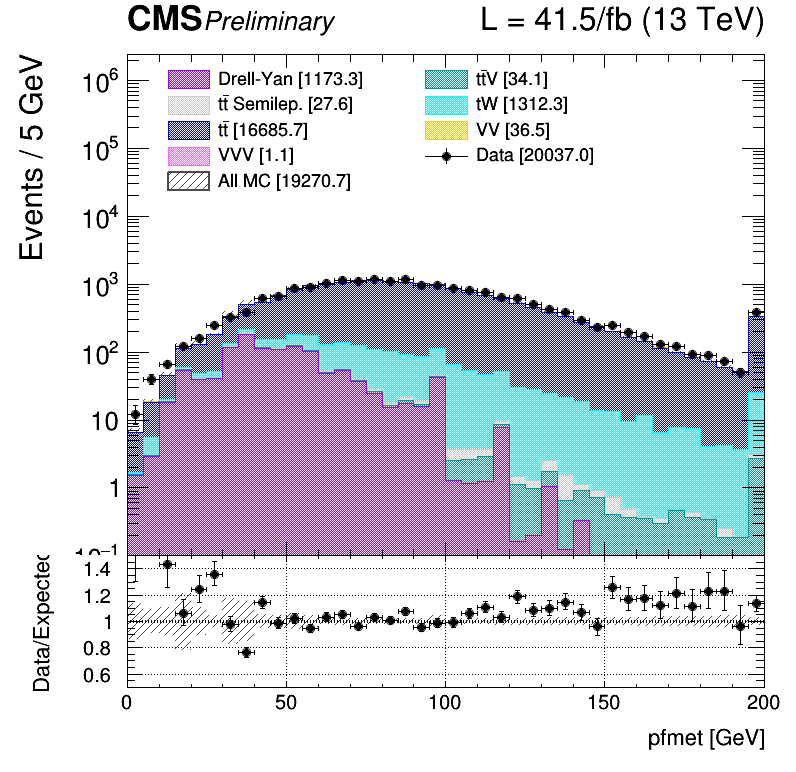 CMS Preliminary L = 41.5/fb (13 TeV)
Events / 5 GeV
10⁶
10⁵
10⁴
10³
10²
10
1
10⁻¹
Drell-Yan [1173.3]
tt̄ Semilep. [27.6]
tt̄ [16685.7]
VVV [1.1]
All MC [19270.7]
tt̄V [34.1]
tW [1312.3]
VV [36.5]
Data [20037.0]
Data/Expected
1.4
1.2
1
0.8
0.6
0 50 100 150 200
pfmet [GeV]